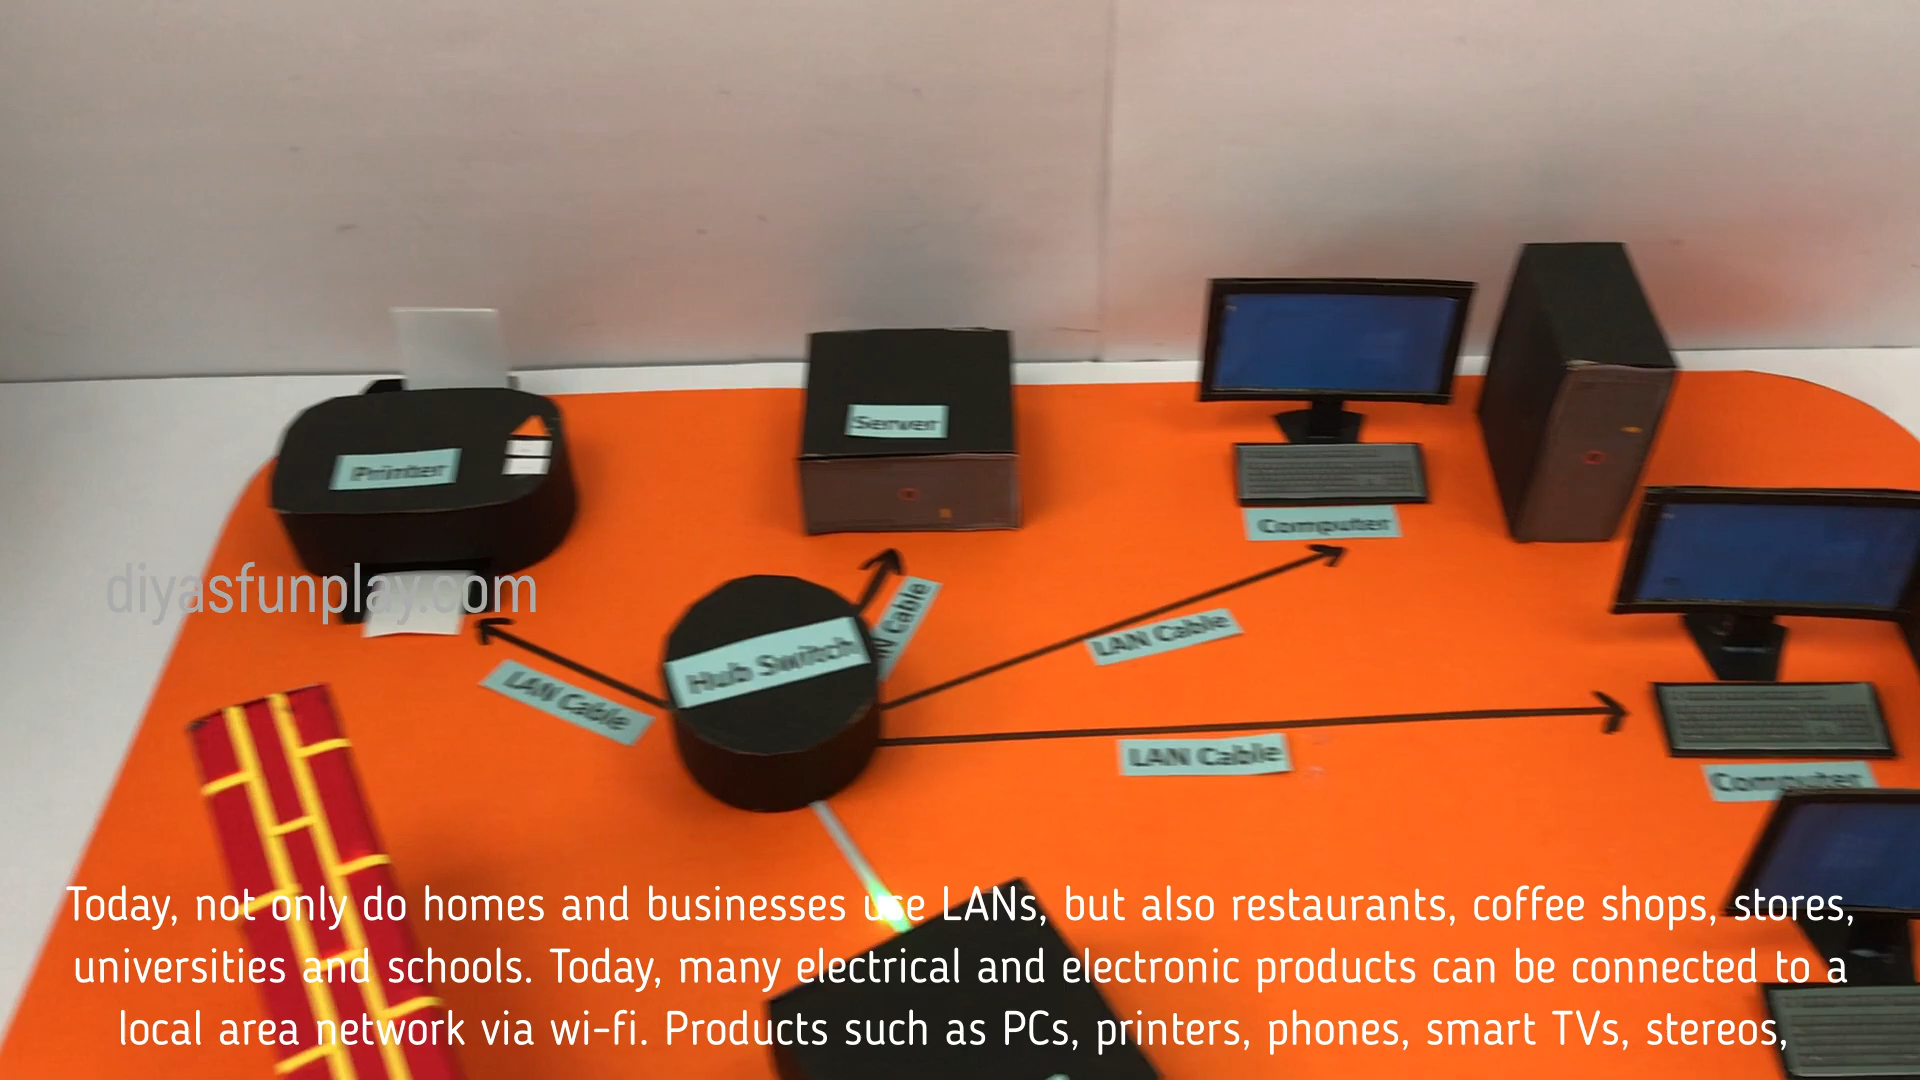 Server
Printer
Computer
diyasfunplay.com
Cable
LAN Cable
Hub Switch
LAN Cable
LAN Cable
Computer
Today, not only do homes and businesses use LANs, but also restaurants, coffee shops, stores,
universities and schools. Today, many electrical and electronic products can be connected to a
local area network via wi-fi. Products such as PCs, printers, phones, smart TVs, stereos,